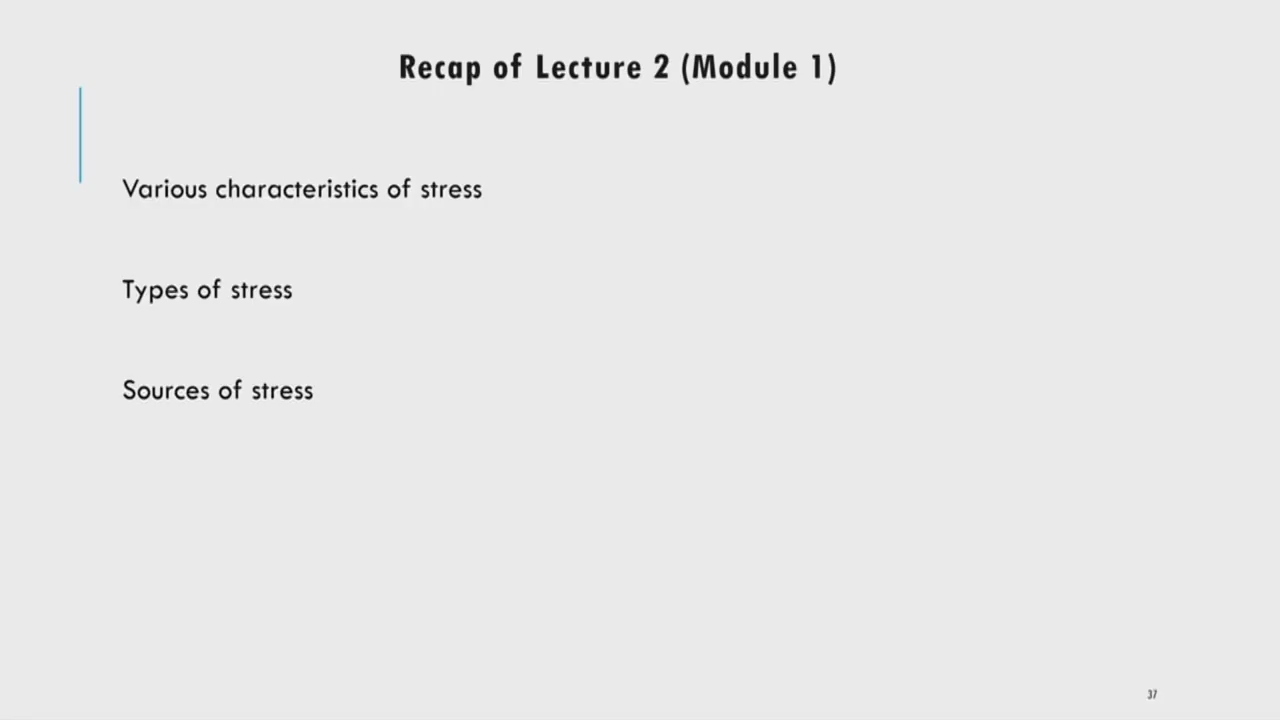 Recap of Lecture 2 (Module 1)
Various characteristics of stress
Types of stress
Sources of stress
37